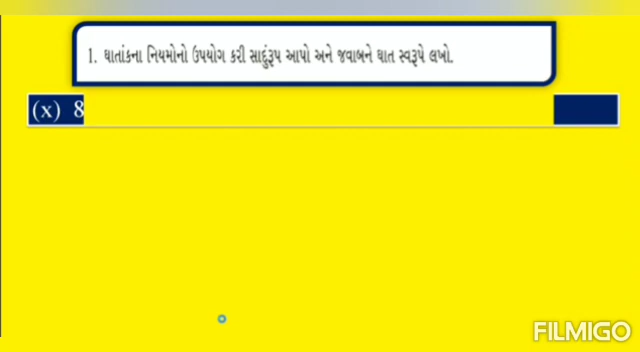 1. ઘાતાંકના નિયમોનો ઉપયોગ કરી સાદુંરૂપ આપો અને જવાબને ઘાત સ્વરૂપે લખો.
(x) 8
FILMIGO